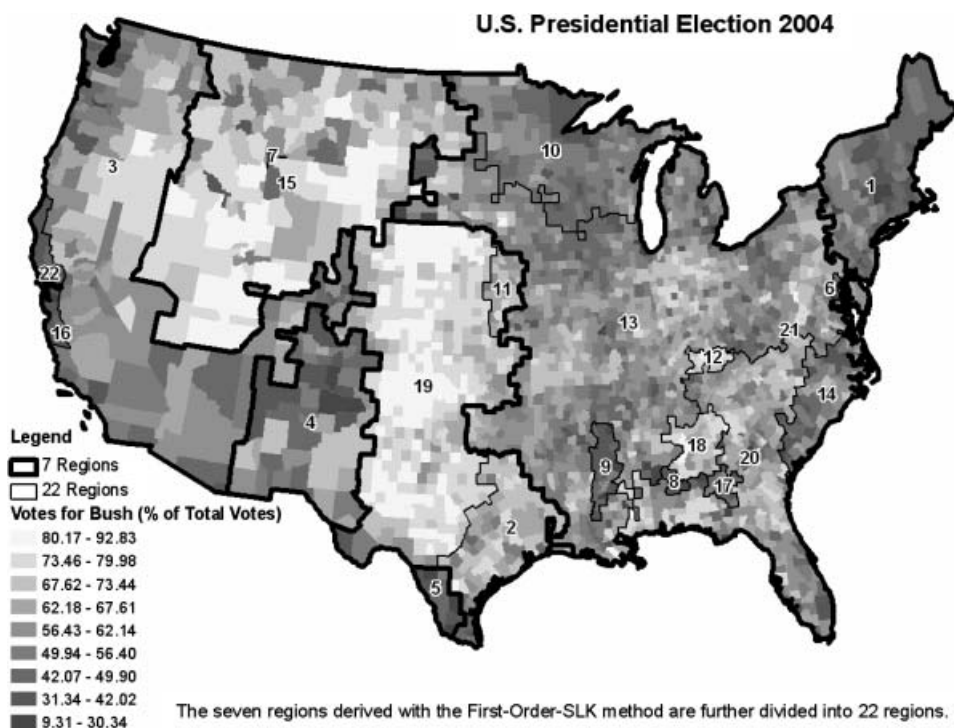 U.S. Presidential Election 2004
10
3
7
15
1
22
11
6
13
16
21
12
19
14
4
18
20
9
8
17
2
5
Legend
7 Regions
22 Regions
Votes for Bush (% of Total Votes)
80.17 - 92.83
73.46 - 79.98
67.62 - 73.44
62.18 - 67.61
56.43 - 62.14
49.94 - 56.40
42.07 - 49.90
31.34 - 42.02
9.31 - 30.34
The seven regions derived with the First-Order-SLK method are further divided into 22 regions.